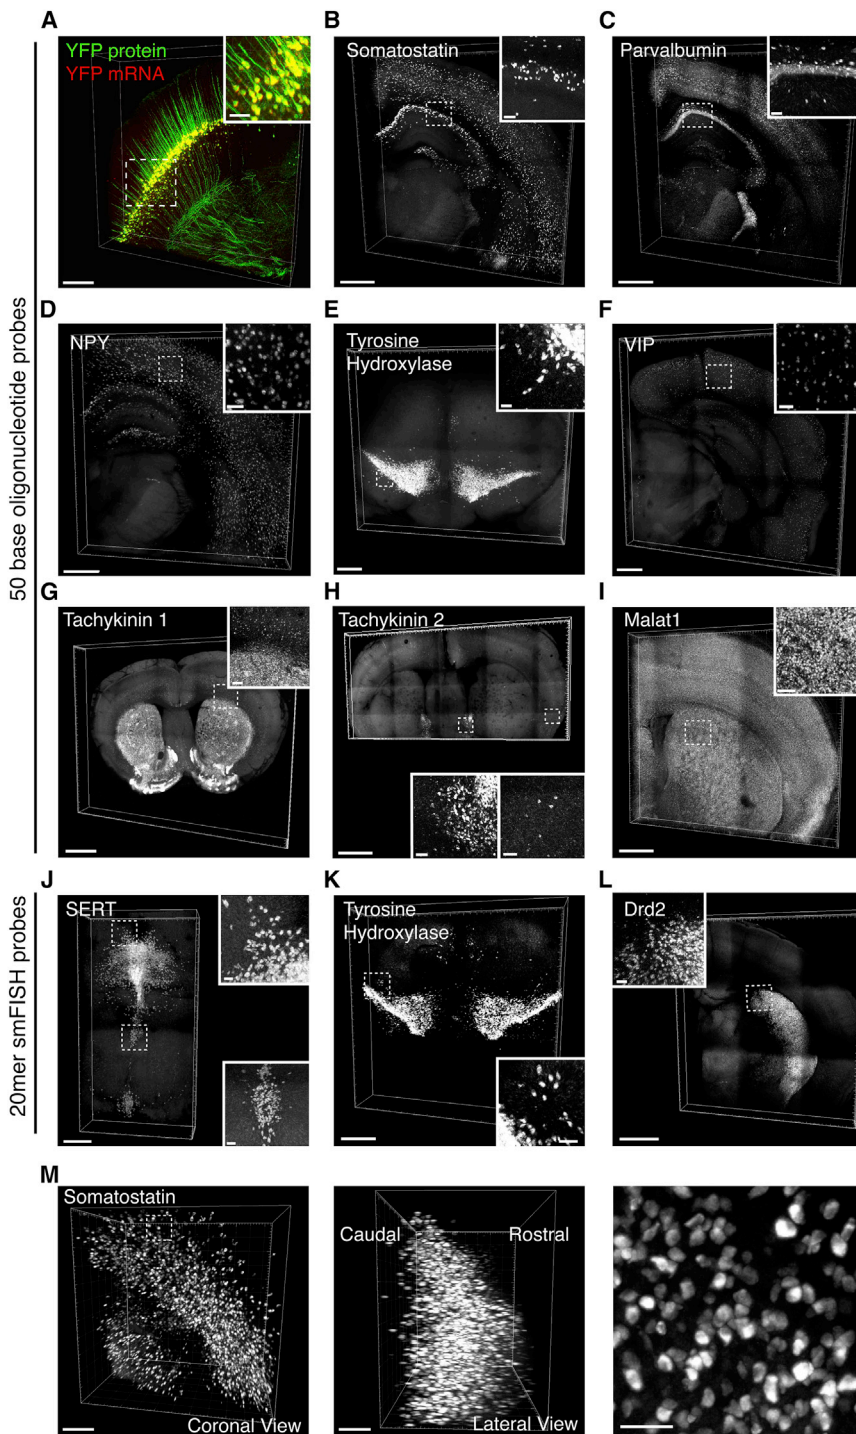 A
YFP protein
YFP mRNA
B
Somatostatin
C
Parvalbumin
50 base oligonucleotide probes
D
NPY
E
Tyrosine
Hydroxylase
F
VIP
G
Tachykinin 1
H
Tachykinin 2
I
Malat1
20mer smFISH probes
J
SERT
K
Tyrosine
Hydroxylase
L
Drd2
M
Somatostatin
Coronal View
Caudal
Rostral
Lateral View